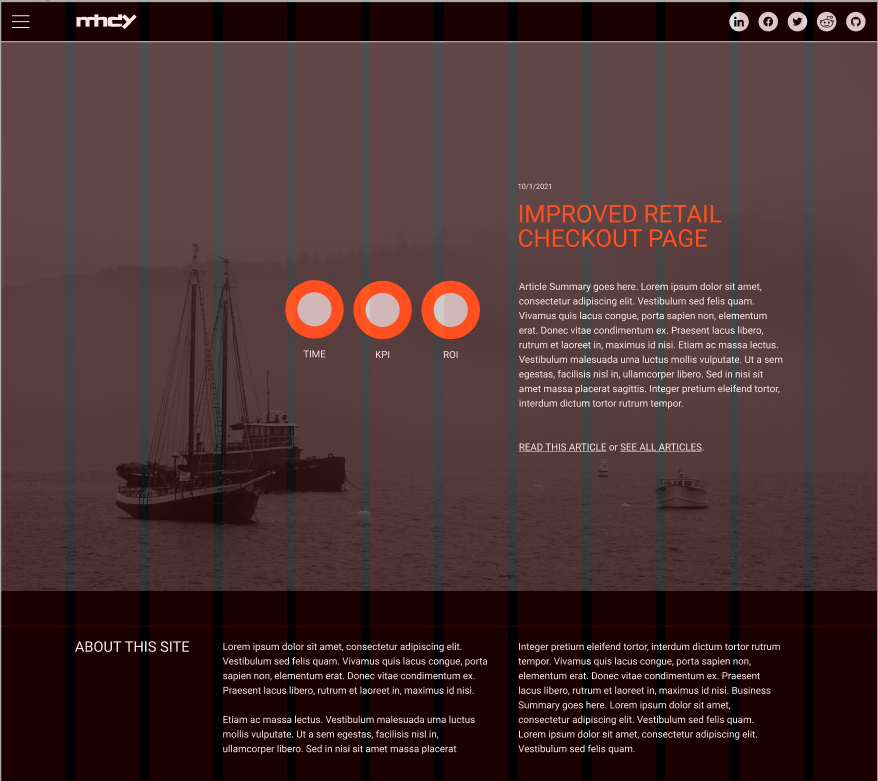 mhdy
10/1/2021
IMPROVED RETAIL
CHECKOUT PAGE
Article Summary goes here. Lorem ipsum dolor sit amet,
consectetur adipiscing elit. Vestibulum sed felis quam.
Vivamus quis lacus congue, porta sapien non, elementum
erat. Donec vitae condimentum ex. Praesent lacus libero,
rutrum et laoreet in, maximus id nisi. Etiam ac massa lectus.
Vestibulum malesuada urna luctus mollis vulputate. Ut a sem
egestas, facilisis nisl in, ullamcorper libero. Sed in nisi sit
amet massa placerat sagittis. Integer pretium eleifend tortor,
interdum dictum tortor rutrum tempor.
TIME KPI ROI
READ THIS ARTICLE or SEE ALL ARTICLES.
ABOUT THIS SITE
Lorem ipsum dolor sit amet, consectetur adipiscing elit.
Vestibulum sed felis quam. Vivamus quis lacus congue, porta
sapien non, elementum erat. Donec vitae condimentum ex.
Praesent lacus libero, rutrum et laoreet in, maximus id nisi.
Etiam ac massa lectus. Vestibulum malesuada urna luctus
mollis vulputate. Ut a sem egestas, facilisis nisl in,
ullamcorper libero. Sed in nisi sit amet massa placerat
Integer pretium eleifend tortor, interdum dictum tortor rutrum
tempor. Vivamus quis lacus congue, porta sapien non,
elementum erat. Donec vitae condimentum ex. Praesent
lacus libero, rutrum et laoreet in, maximus id nisi. Business
Summary goes here. Lorem ipsum dolor sit amet,
consectetur adipiscing elit. Vestibulum sed felis quam.
Lorem ipsum dolor sit amet, consectetur adipiscing elit.
Vestibulum sed felis quam.